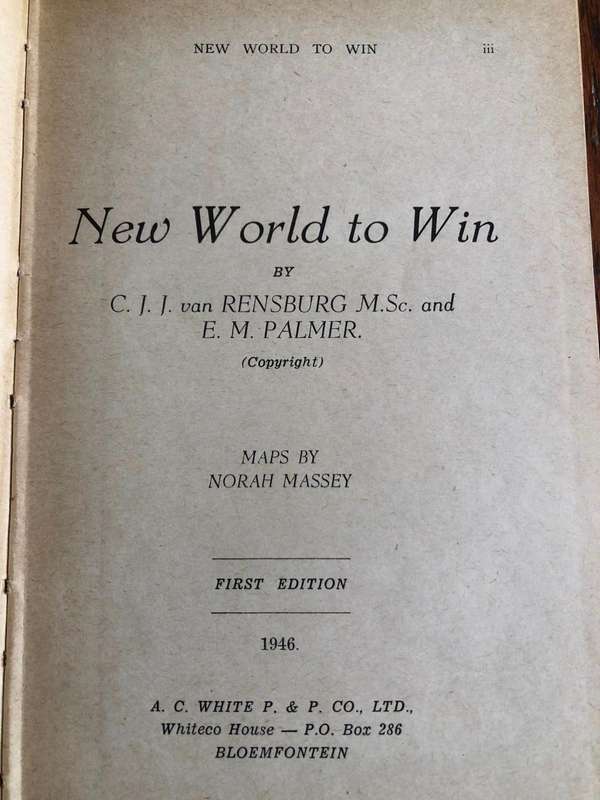 NEW WORLD TO WIN iii
New World to Win
BY
C. J. J. van RENSBURG M.Sc. and
E. M. PALMER.
(Copyright)
MAPS BY
NORAH MASSEY
FIRST EDITION
1946.
A. C. WHITE P. & P. CO., LTD.,
Whiteco House — P.O. Box 286
BLOEMFONTEIN